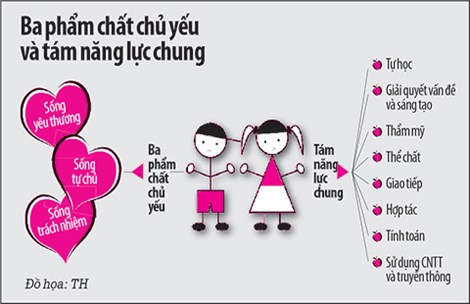 Ba phẩm chất chủ yếu
và tám năng lực chung
Sống
yêu thương
Sống
tự chủ
Sống
trách nhiệm
Ba
phẩm
chất
chủ
yếu
Tám
năng
lực
chung
Tự học
Giải quyết vấn đề
và sáng tạo
Thẩm mỹ
Thể chất
Giao tiếp
Hợp tác
Tính toán
Sử dụng CNTT
và truyền thông
Đồ họa: TH